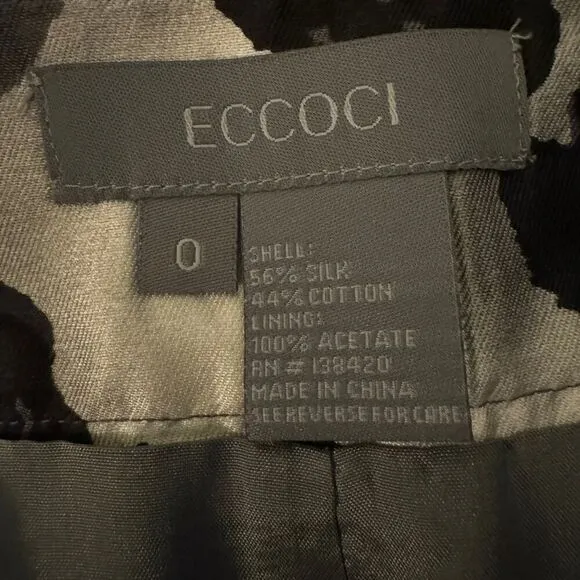 ECCOCI
0
SHELL:
56% SILK
44% COTTON
LINING:
100% ACETATE
RN # 138420
MADE IN CHINA
SEE REVERSE FOR CARE